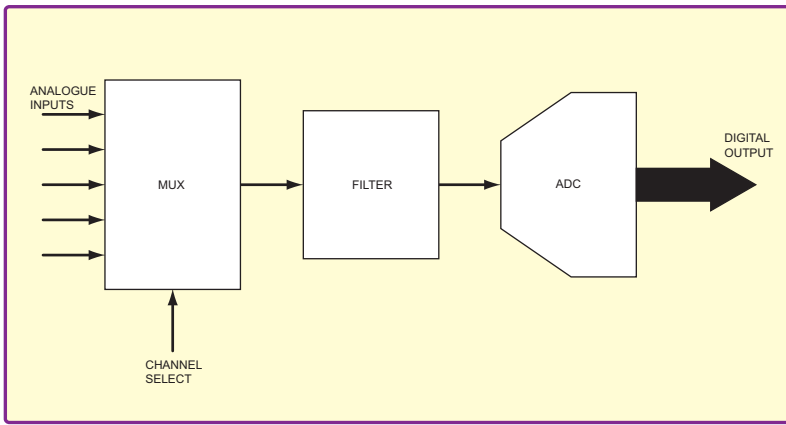 ANALOGUE
INPUTS
MUX
FILTER
ADC
DIGITAL
OUTPUT
CHANNEL
SELECT